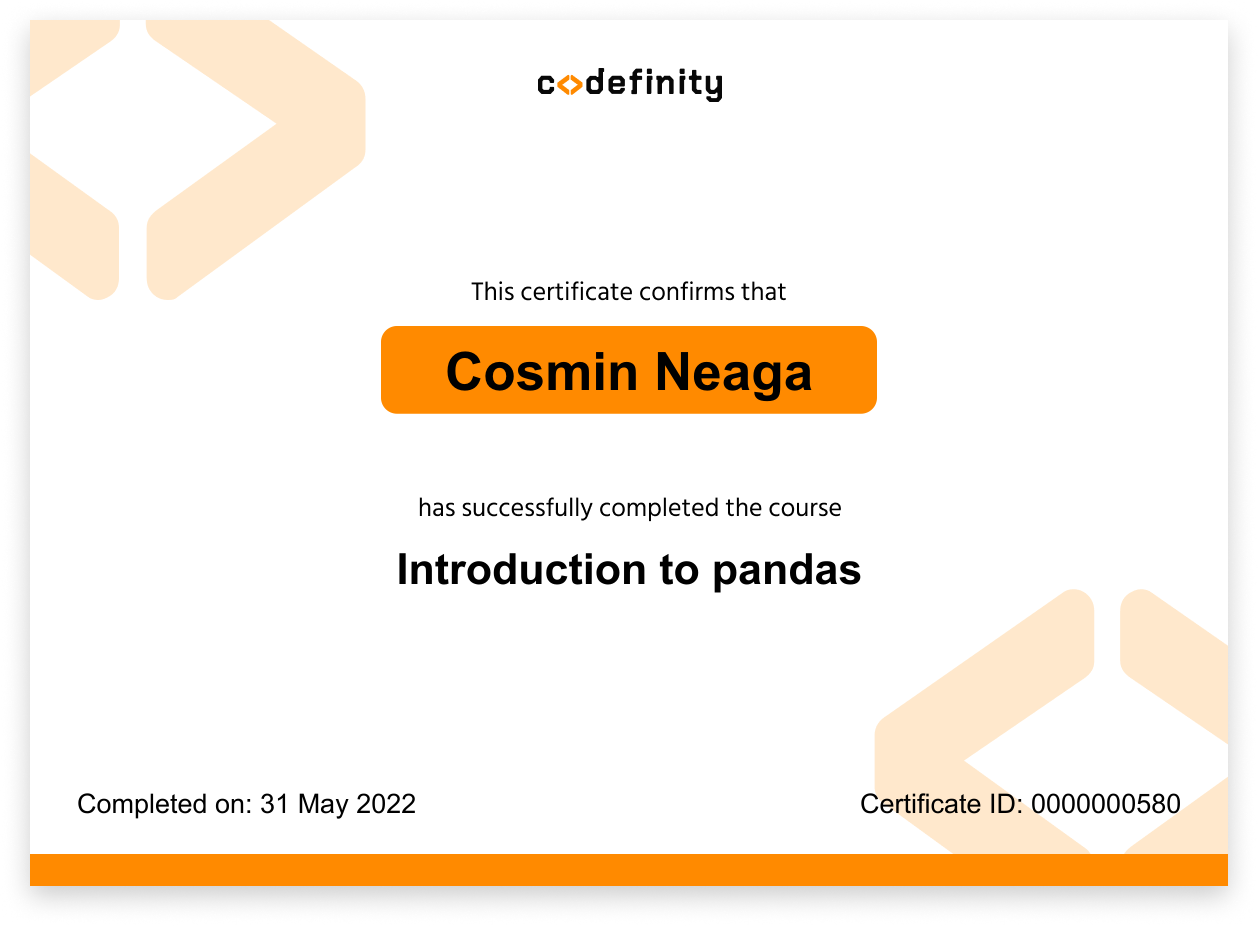 codefinity
This certificate confirms that
Cosmin Neaga
has successfully completed the course
Introduction to pandas
Completed on: 31 May 2022
Certificate ID: 0000000580